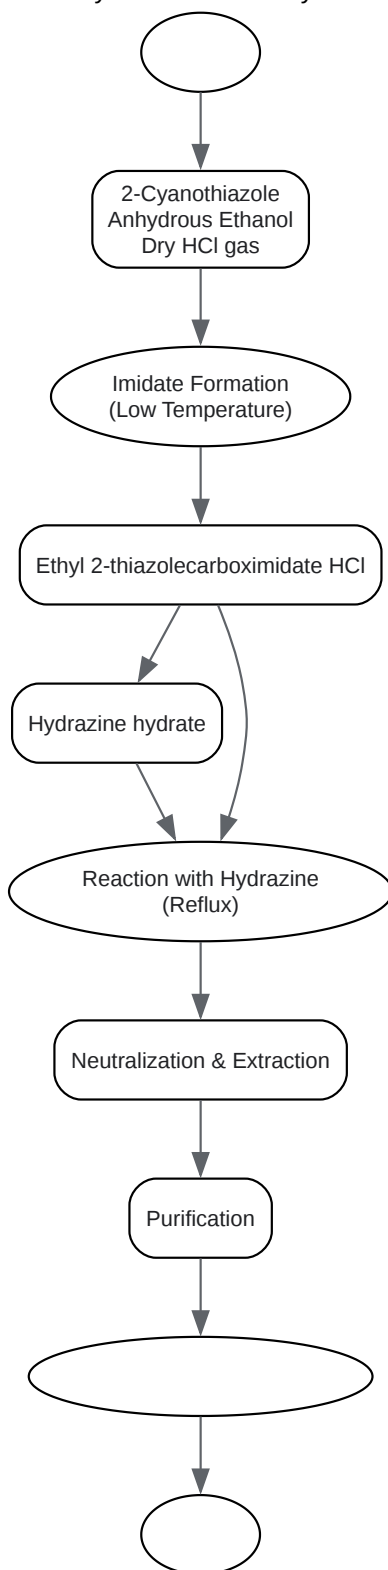 2-Cyanothiazole
Anhydrous Ethanol
Dry HCl gas
Imidate Formation
(Low Temperature)
Ethyl 2-thiazolecarboximidate HCl
Hydrazine hydrate
Reaction with Hydrazine
(Reflux)
Neutralization & Extraction
Purification